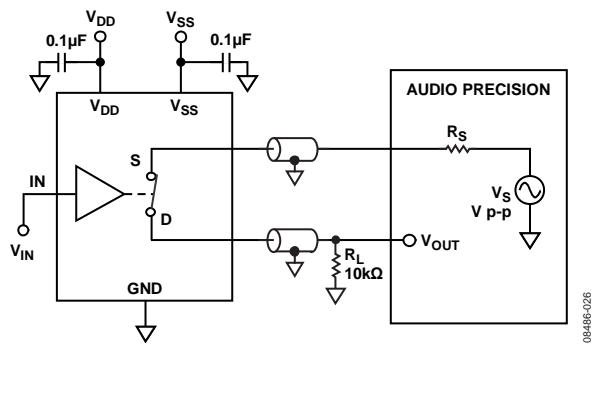 VDD
VSS
0.1µF
0.1µF
VDD
VSS
AUDIO PRECISION
RS
S
IN
VS
V p-p
D
VOUT
VIN
RL
10kΩ
GND
08486-026